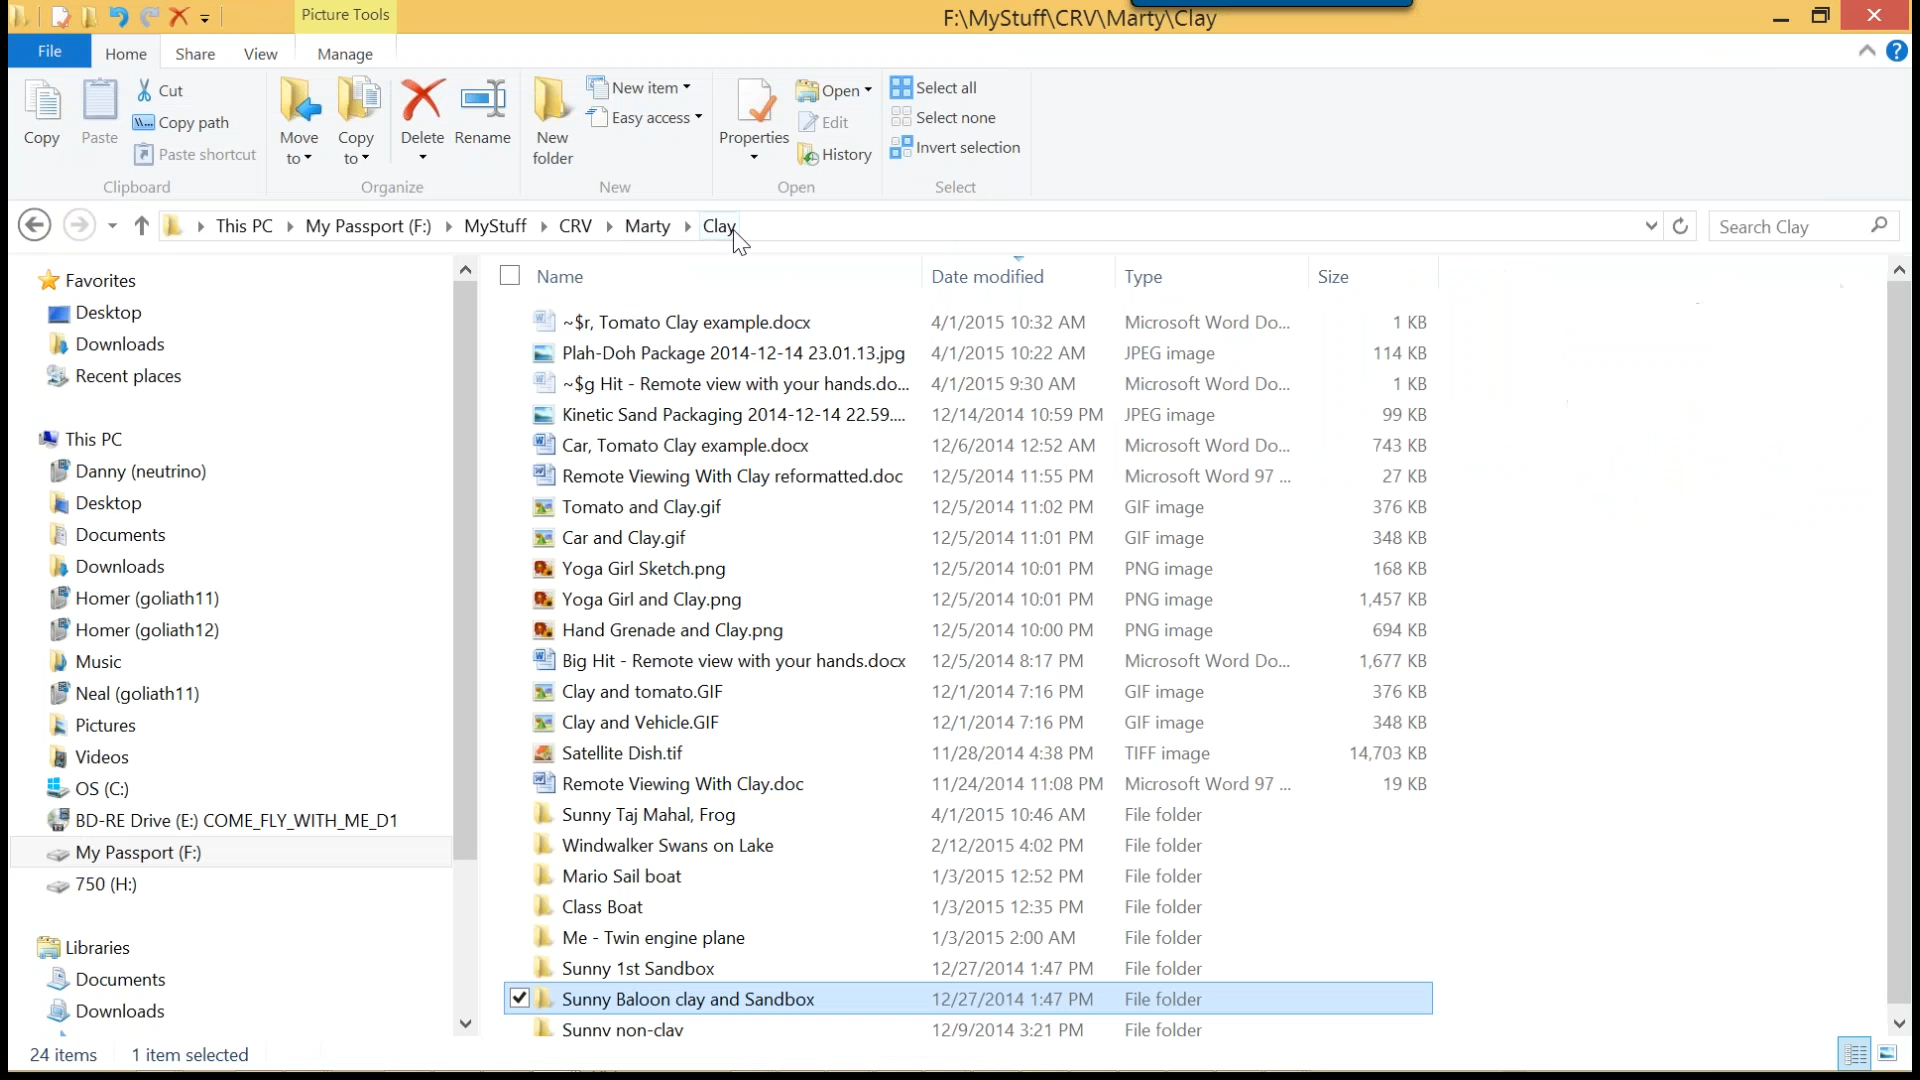 Picture Tools
F:\MyStuff\CRV\Marty\Clay
File Home Share View Manage
Copy
Paste
Cut
Copy path
Paste shortcut
Clipboard
Move to
Copy to
Delete
Rename
Organize
New folder
New item
Easy access
New
Properties
Open
Edit
History
Open
Select all
Select none
Invert selection
Select
This PC My Passport (F:) MyStuff CRV Marty Clay
Search Clay
Favorites
Desktop
Downloads
Recent places
This PC
Danny (neutrino)
Desktop
Documents
Downloads
Homer (goliath11)
Homer (goliath12)
Music
Neal (goliath11)
Pictures
Videos
OS (C:)
BD-RE Drive (E:) COME_FLY_WITH_ME_D1
My Passport (F:)
750 (H:)
Libraries
Documents
Downloads
Name Date modified Type Size
~$r, Tomato Clay example.docx 4/1/2015 10:32 AM Microsoft Word Do... 1 KB
Plah-Doh Package 2014-12-14 23.01.13.jpg 4/1/2015 10:22 AM JPEG image 114 KB
~$g Hit - Remote view with your hands.do... 4/1/2015 9:30 AM Microsoft Word Do... 1 KB
Kinetic Sand Packaging 2014-12-14 22.59.... 12/14/2014 10:59 PM JPEG image 99 KB
Car, Tomato Clay example.docx 12/6/2014 12:52 AM Microsoft Word Do... 743 KB
Remote Viewing With Clay reformatted.doc 12/5/2014 11:55 PM Microsoft Word 97 ... 27 KB
Tomato and Clay.gif 12/5/2014 11:02 PM GIF image 376 KB
Car and Clay.gif 12/5/2014 11:01 PM GIF image 348 KB
Yoga Girl Sketch.png 12/5/2014 10:01 PM PNG image 168 KB
Yoga Girl and Clay.png 12/5/2014 10:01 PM PNG image 1,457 KB
Hand Grenade and Clay.png 12/5/2014 10:00 PM PNG image 694 KB
Big Hit - Remote view with your hands.docx 12/5/2014 8:17 PM Microsoft Word Do... 1,677 KB
Clay and tomato.GIF 12/1/2014 7:16 PM GIF image 376 KB
Clay and Vehicle.GIF 12/1/2014 7:16 PM GIF image 348 KB
Satellite Dish.tif 11/28/2014 4:38 PM TIFF image 14,703 KB
Remote Viewing With Clay.doc 11/24/2014 11:08 PM Microsoft Word 97 ... 19 KB
Sunny Taj Mahal, Frog 4/1/2015 10:46 AM File folder
Windwalker Swans on Lake 2/12/2015 4:02 PM File folder
Mario Sail boat 1/3/2015 12:52 PM File folder
Class Boat 1/3/2015 12:35 PM File folder
Me - Twin engine plane 1/3/2015 2:00 AM File folder
Sunny 1st Sandbox 12/27/2014 1:47 PM File folder
Sunny Baloon clay and Sandbox 12/27/2014 1:47 PM File folder
Sunny non-clay 12/9/2014 3:21 PM File folder
24 items 1 item selected